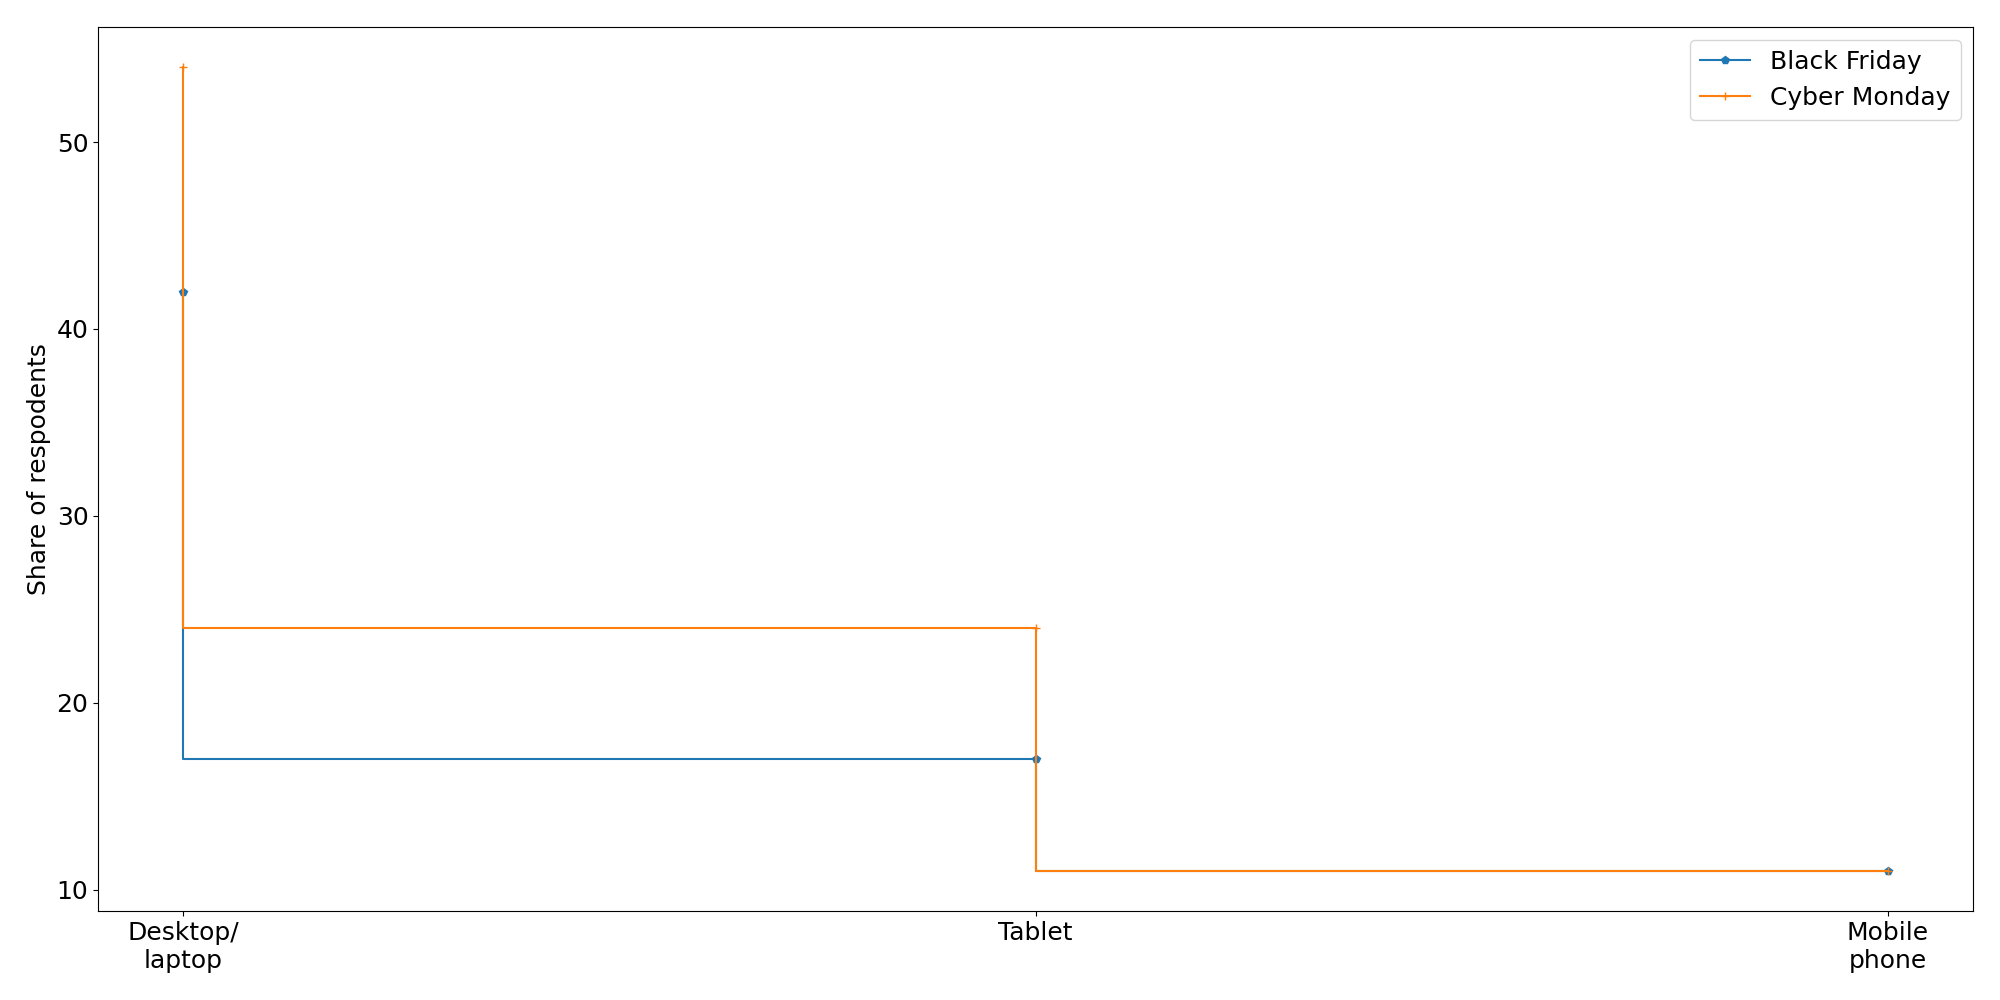 Black Friday
Cyber Monday
Share of respodents
50
40
30
20
10
Desktop/
laptop
Tablet
Mobile
phone